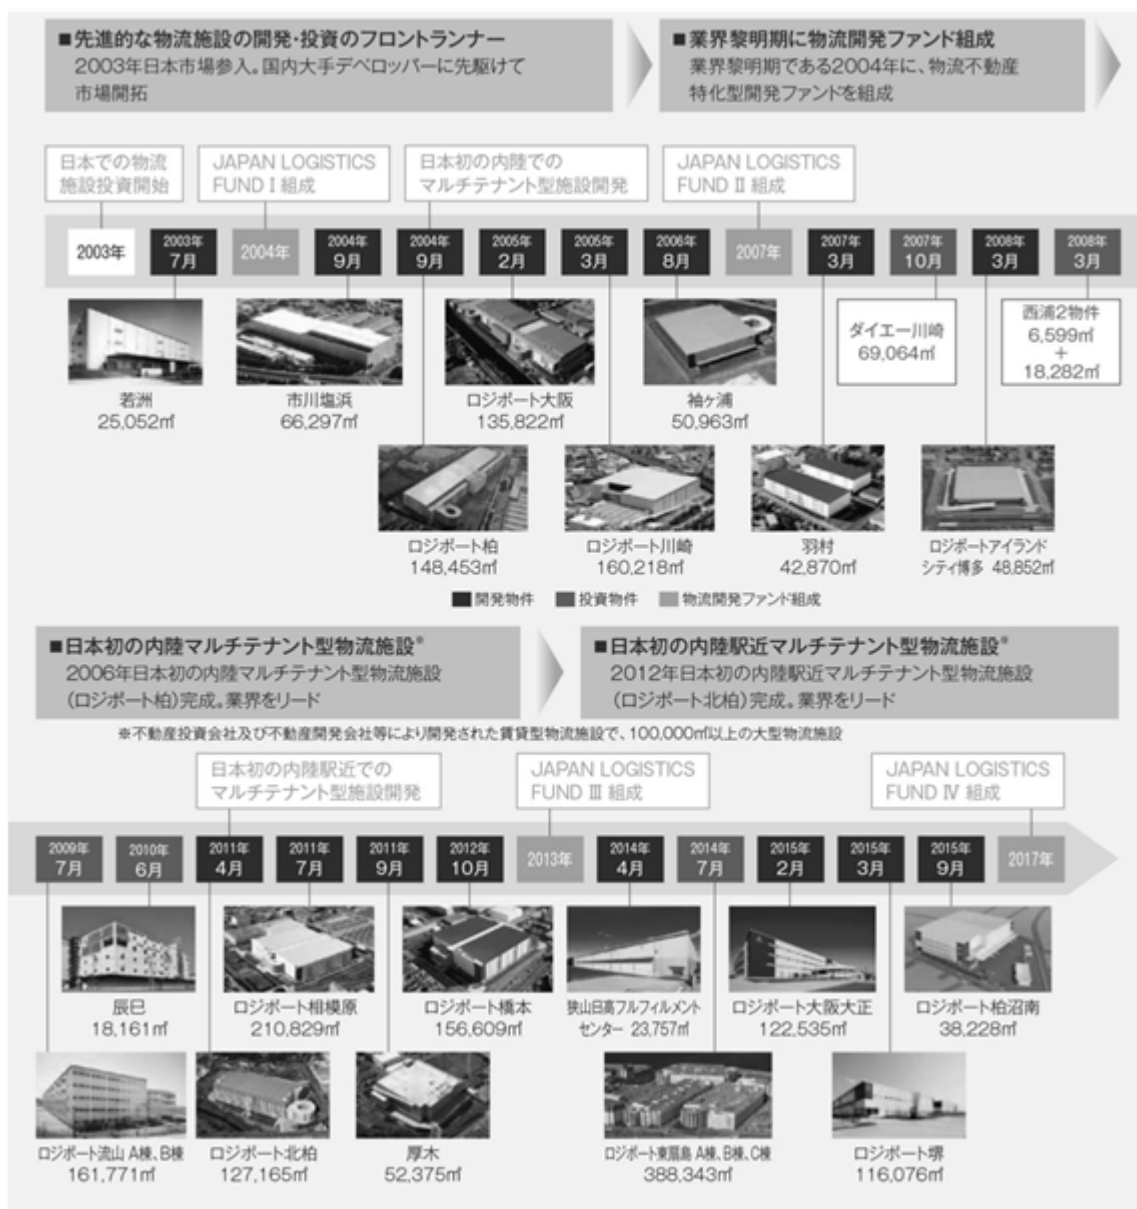 ■先進的な物流施設の開発・投資のフロントランナー
2003年日本市場参入。国内大手デベロッパーに先駆けて
市場開拓
■業界黎明期に物流開発ファンド組成
業界黎明期である2004年に、物流不動産
特化型開発ファンドを組成
日本での物流
施設投資開始
JAPAN LOGISTICS
FUND Ⅰ 組成
日本初の内陸での
マルチテナント型施設開発
JAPAN LOGISTICS
FUND Ⅱ 組成
2003年
2003年
7月
2004年
2004年
9月
2004年
9月
2005年
2月
2005年
3月
2006年
8月
2007年
2007年
3月
2007年
10月
2008年
3月
2008年
3月
若洲
25,052㎡
市川塩浜
66,297㎡
ロジポート大阪
135,822㎡
袖ヶ浦
50,963㎡
ダイエー川崎
69,064㎡
西浦2物件
6,599㎡
+
18,282㎡
ロジポート柏
148,453㎡
ロジポート川崎
160,218㎡
羽村
42,870㎡
ロジポートアイランド
シティ博多 48,852㎡
■開発物件 ■投資物件 ■物流開発ファンド組成
■日本初の内陸マルチテナント型物流施設※
2006年日本初の内陸マルチテナント型物流施設
(ロジポート柏)完成。業界をリード
■日本初の内陸駅近マルチテナント型物流施設※
2012年日本初の内陸駅近マルチテナント型物流施設
(ロジポート北柏)完成。業界をリード
※不動産投資会社及び不動産開発会社等により開発された賃貸型物流施設で、100,000㎡以上の大型物流施設
日本初の内陸駅近での
マルチテナント型施設開発
JAPAN LOGISTICS
FUND Ⅲ 組成
JAPAN LOGISTICS
FUND Ⅳ 組成
2009年
7月
2010年
6月
2011年
4月
2011年
7月
2011年
9月
2012年
10月
2013年
2014年
4月
2014年
7月
2015年
2月
2015年
3月
2015年
9月
2017年
辰巳
18,161㎡
ロジポート相模原
210,829㎡
ロジポート橋本
156,609㎡
狭山日高フルフィルメント
センター 23,757㎡
ロジポート大阪大正
122,535㎡
ロジポート柏沼南
38,228㎡
ロジポート流山 A棟、B棟
161,771㎡
ロジポート北柏
127,165㎡
厚木
52,375㎡
ロジポート東扇島 A棟、B棟、C棟
388,343㎡
ロジポート堺
116,076㎡